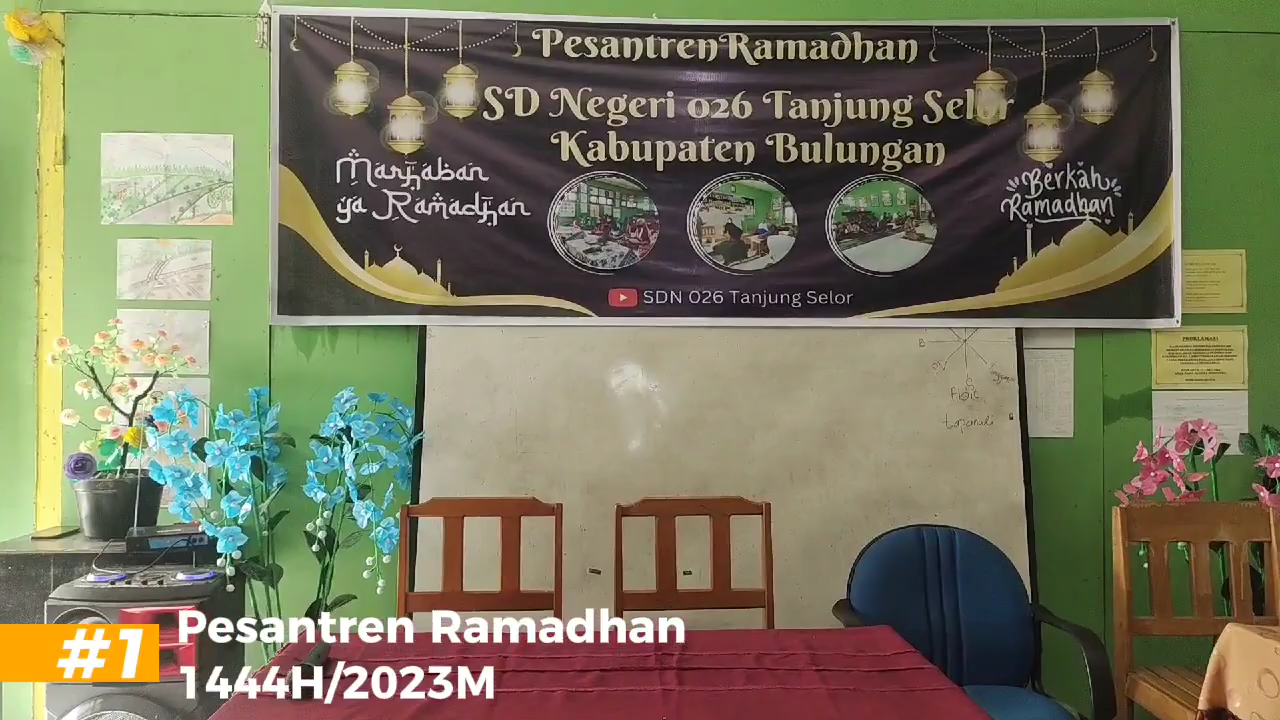 Pesantren Ramadhan
SD Negeri 026 Tanjung Selor
Kabupaten Bulungan
Marhaban
ya Ramadhan
Berkah
Ramadhan
SDN 026 Tanjung Selor
PROKLAMASI
B
Pesantren Ramadhan
#1
1444H/2023M